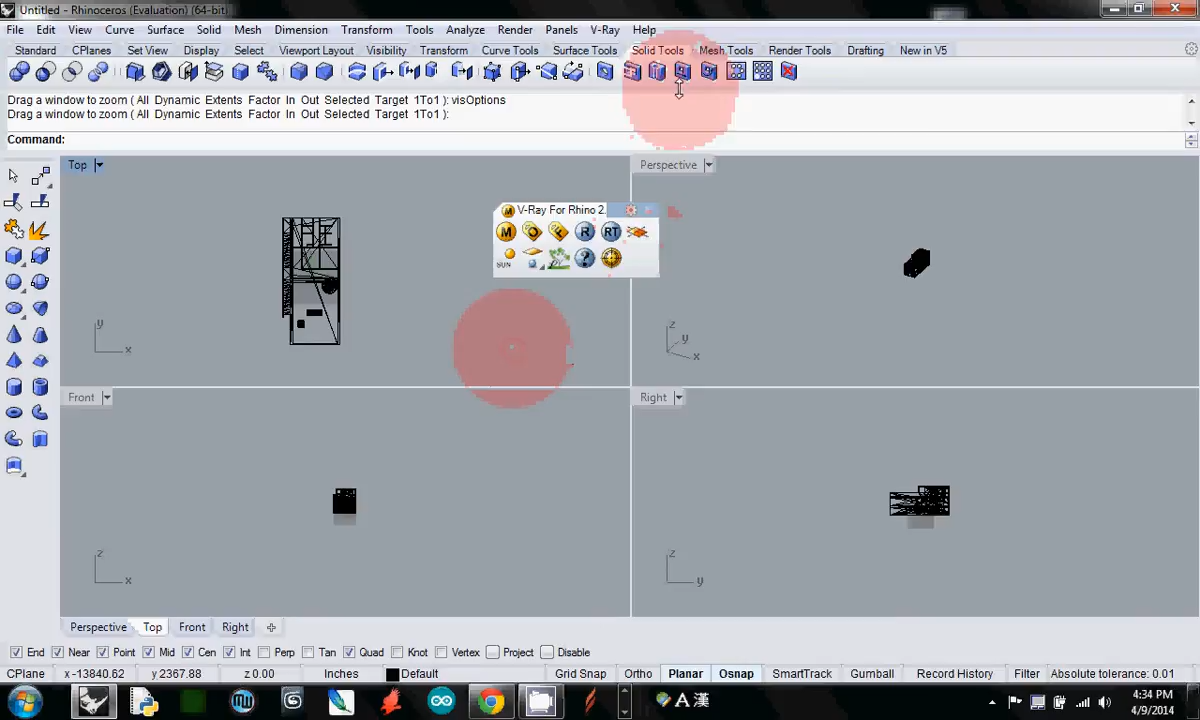 Untitled - Rhinoceros (Evaluation) (64-bit)
File Edit View Curve Surface Solid Mesh Dimension Transform Tools Analyze Render Panels V-Ray Help
Standard CPlanes Set View Display Select Viewport Layout Visibility Transform Curve Tools Surface Tools Solid Tools Mesh Tools Render Tools Drafting New in V5
Drag a window to zoom ( All Dynamic Extents Factor In Out Selected Target 1To1 ): visOptions
Drag a window to zoom ( All Dynamic Extents Factor In Out Selected Target 1To1 ):
Command:
Top
Perspective
V-Ray For Rhino 2.
M O F R RT
SUN ?
y
x
z
y
x
Front
Right
z
x
z
y
Perspective Top Front Right
End Near Point Mid Cen Int Perp Tan Quad Knot Vertex Project Disable
CPlane x -13840.62 y 2367.88 z 0.00 Inches Default Grid Snap Ortho Planar Osnap SmartTrack Gumball Record History Filter Absolute tolerance: 0.01
A 漢
4:34 PM
4/9/2014